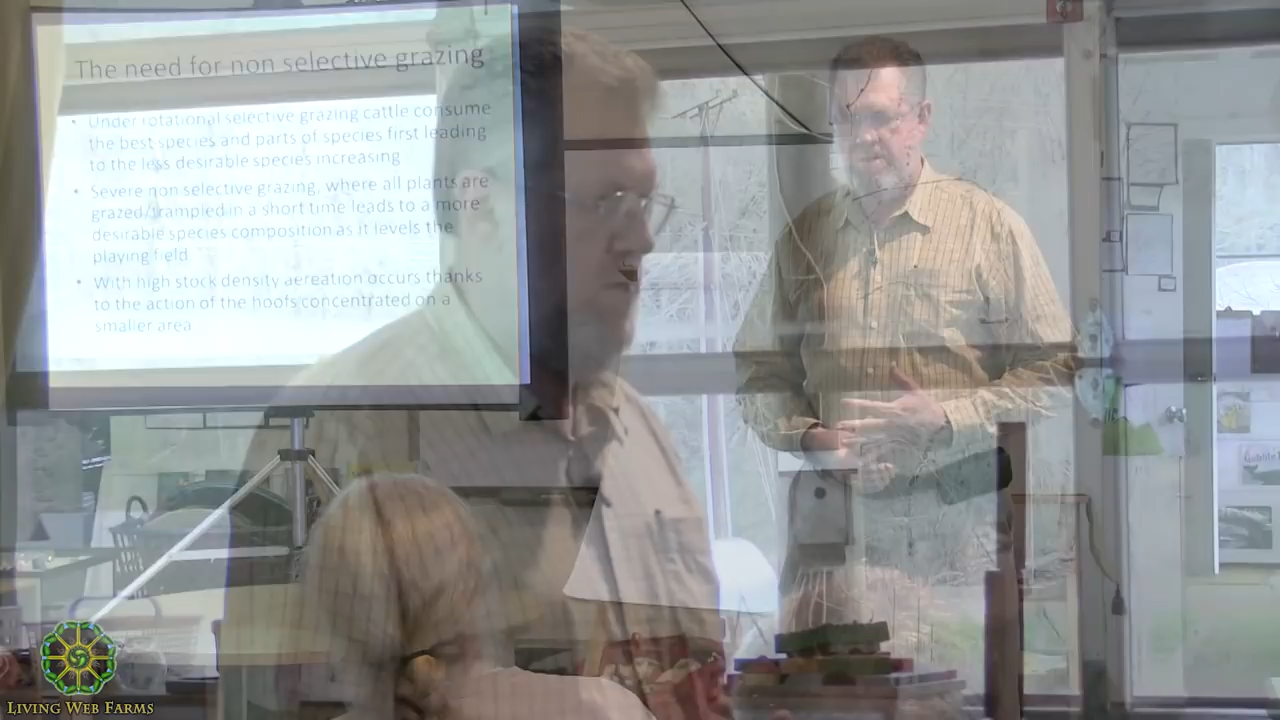 The need for non selective grazing
• Under rotational selective grazing cattle consume
the best species and parts of species first leading
to the less desirable species increasing
• Severe non selective grazing, where all plants are
grazed/trampled in a short time leads to a more
desirable species composition as it levels the
playing field
• With high stock density aereation occurs thanks
to the action of the hoofs concentrated on a
smaller area
LIVING WEB FARMS